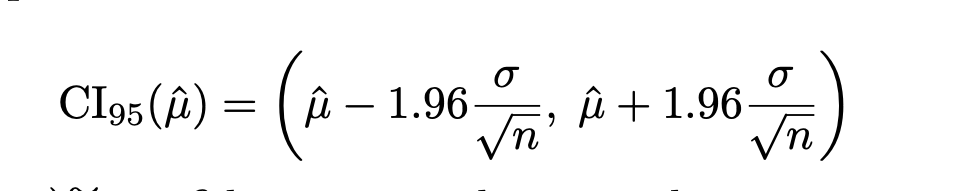 CI₉₅(μ̂) = (μ̂ − 1.96 σ/√n, μ̂ + 1.96 σ/√n)